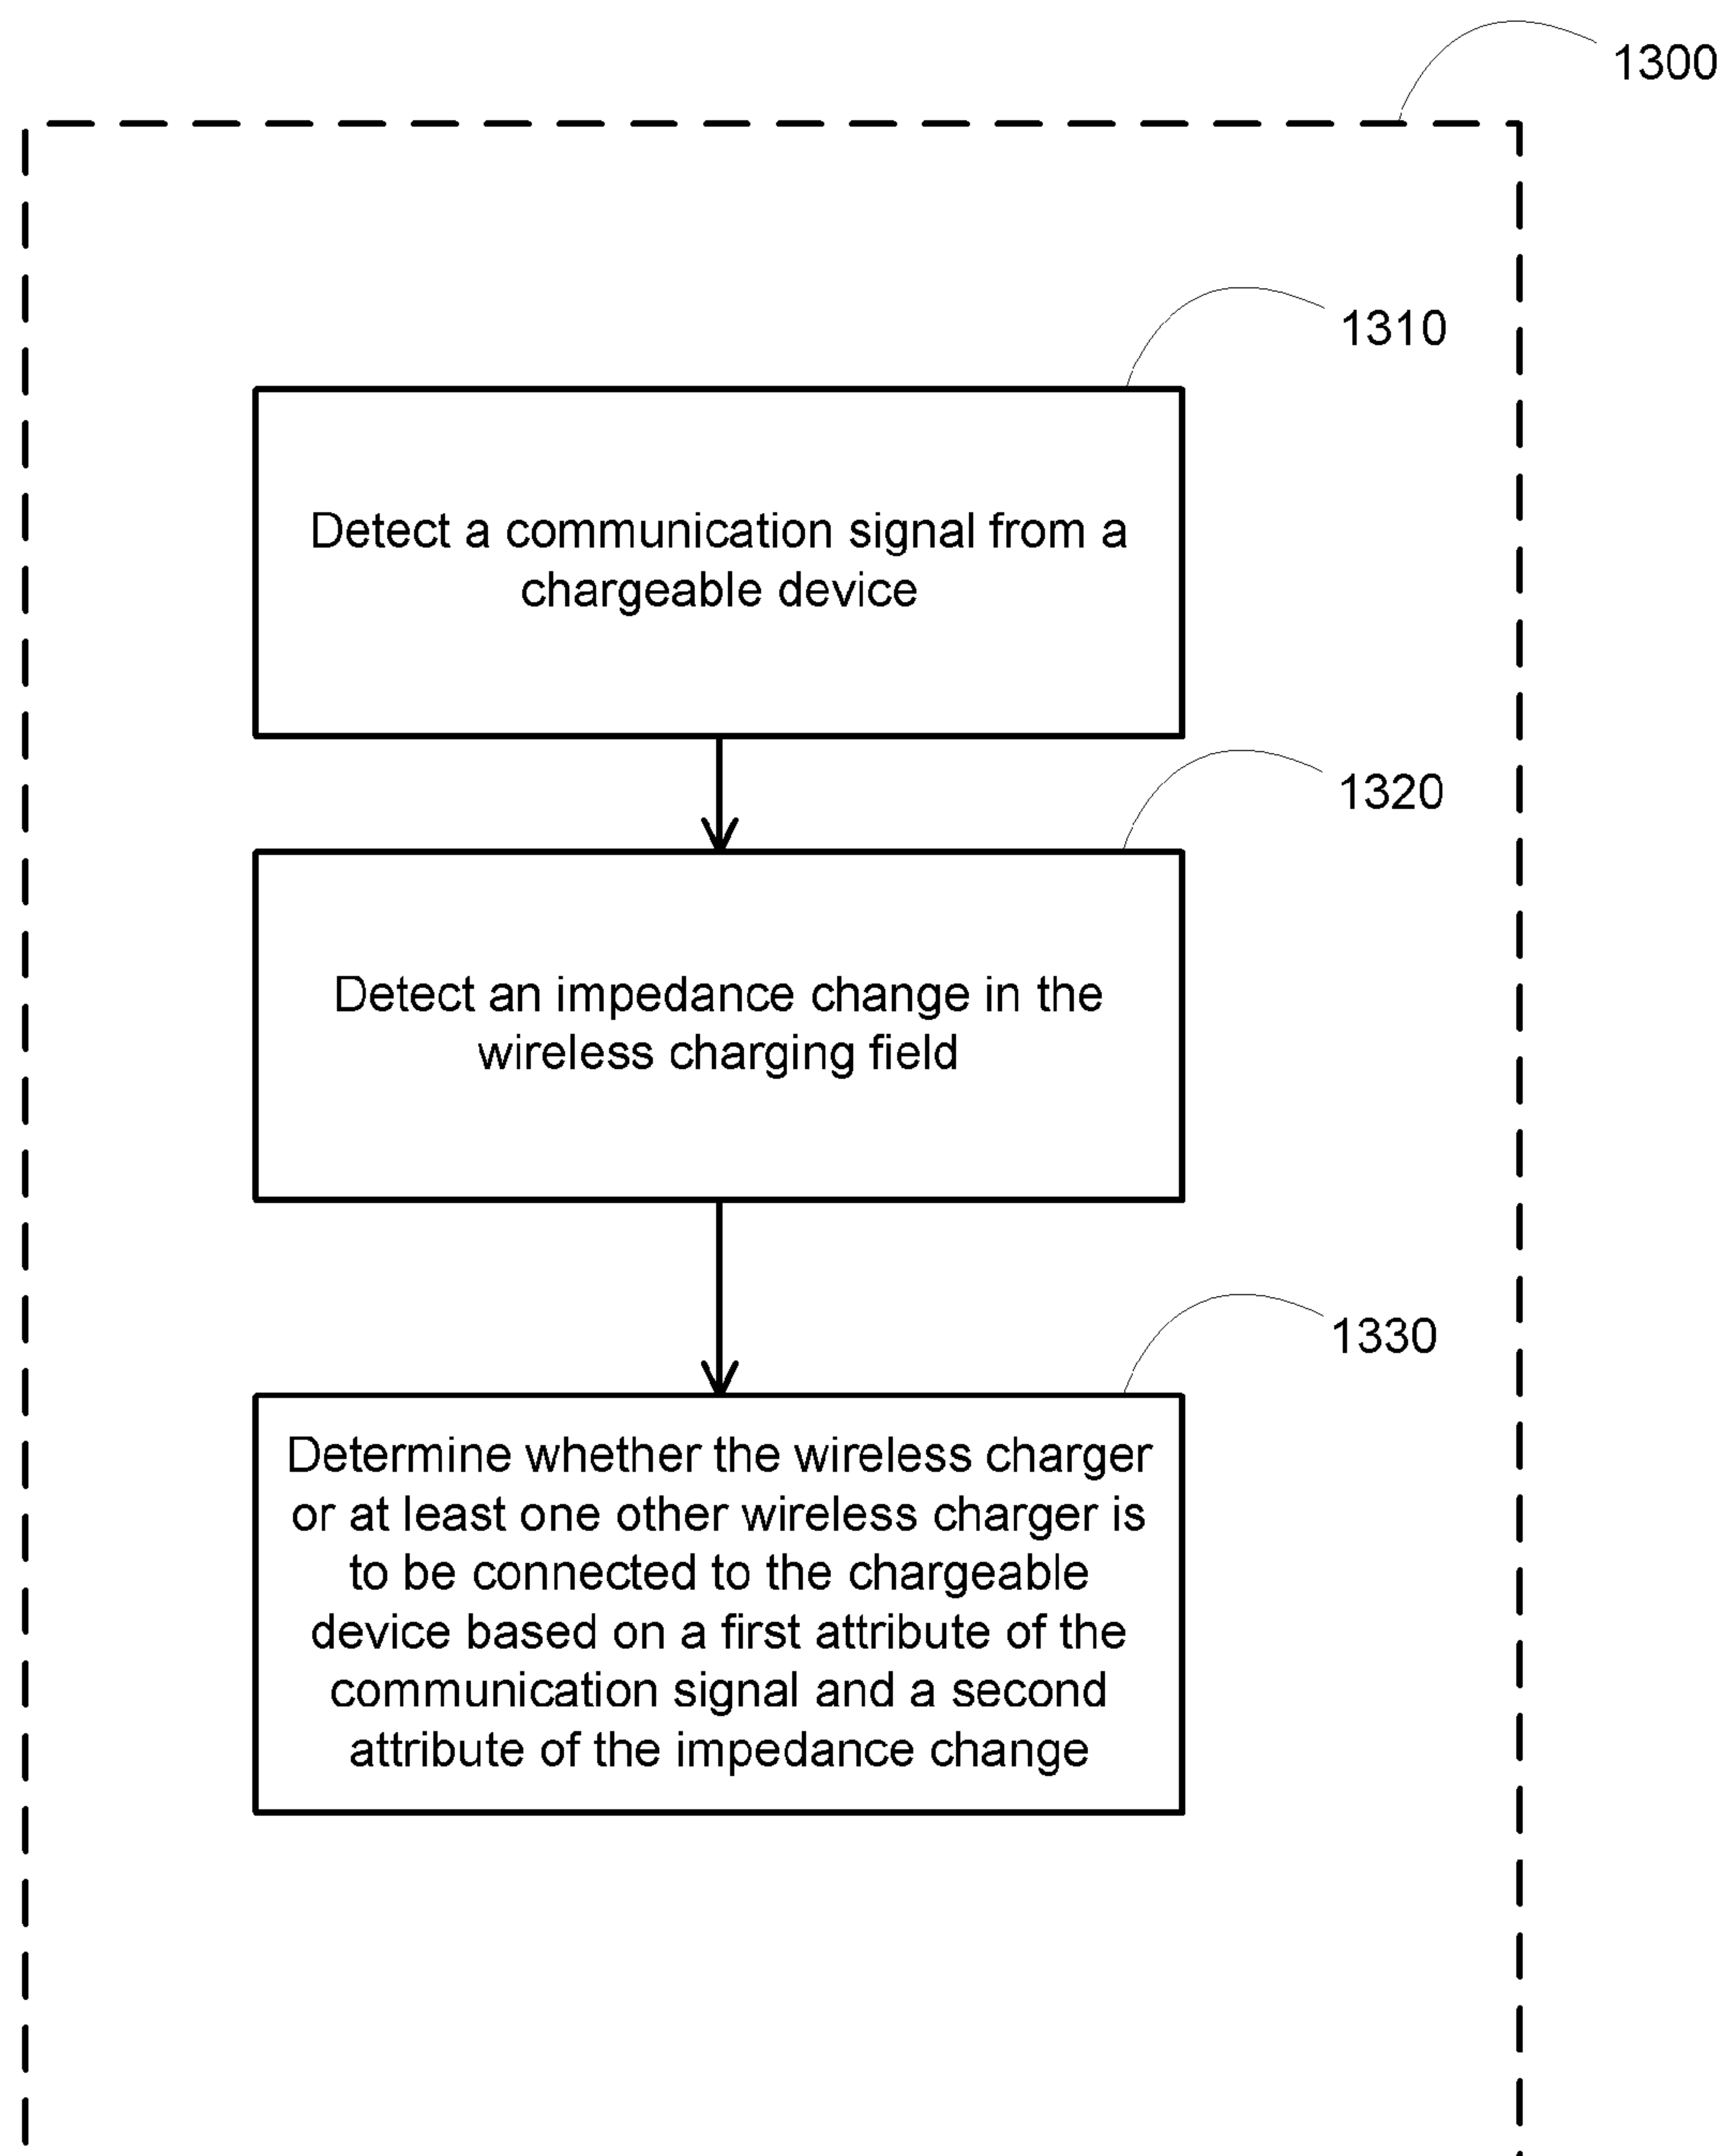 1300
1310
Detect a communication signal from a
chargeable device
1320
Detect an impedance change in the
wireless charging field
1330
Determine whether the wireless charger
or at least one other wireless charger is
to be connected to the chargeable
device based on a first attribute of the
communication signal and a second
attribute of the impedance change